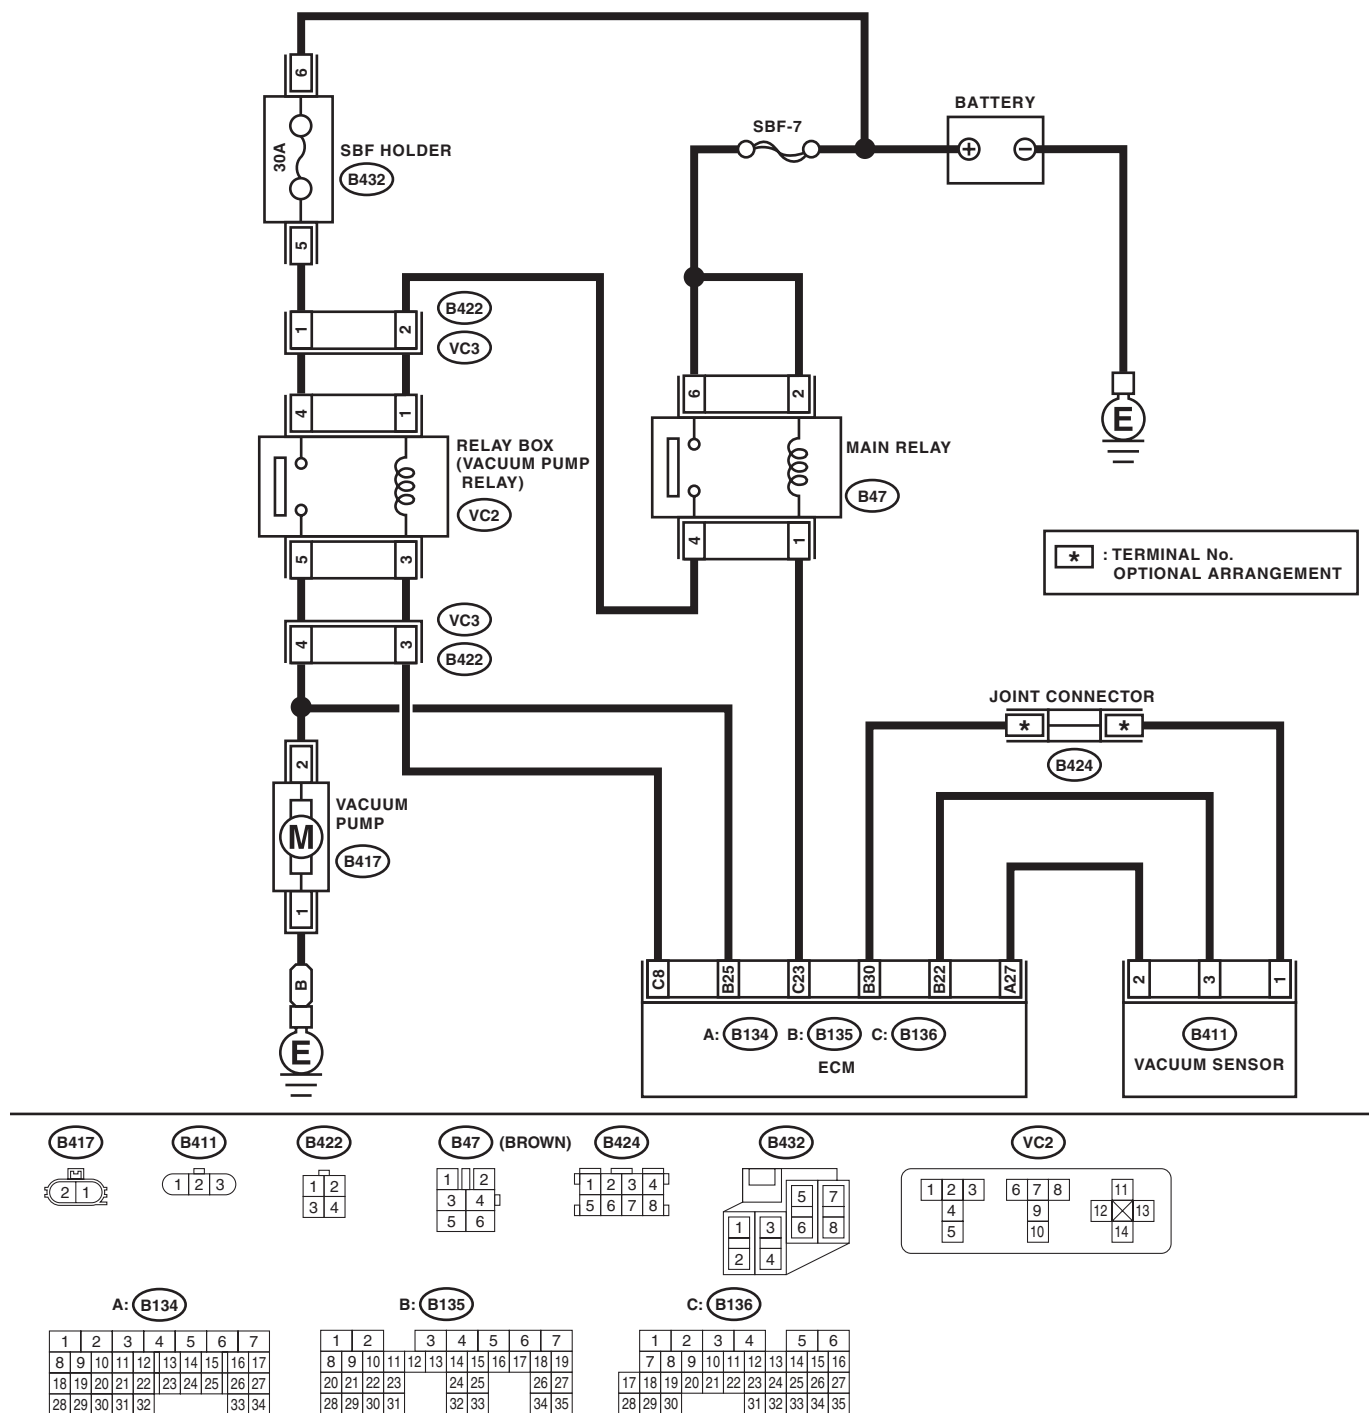 6
BATTERY
SBF-7
30A
SBF HOLDER
B432
+ −
5
B422
1 2
VC3
6 2
4 1
E
RELAY BOX
(VACUUM PUMP
RELAY)
VC2
MAIN RELAY
B47
4 1
5 3
* : TERMINAL No.
OPTIONAL ARRANGEMENT
VC3
4 3
B422
JOINT CONNECTOR
* *
B424
2
VACUUM
PUMP
M
B417
1
B
E
C8 B25 C23 B30 B22 A27
A: B134 B: B135 C: B136
ECM
2 3 1
B411
VACUUM SENSOR
B417
2 1
B411
1 2 3
B422
1 2
3 4
B47 (BROWN)
1 2
3 4
5 6
B424
1 2 3 4
5 6 7 8
B432
5 7
6 8
1 3
2 4
VC2
1 2 3 6 7 8 11
4 9 12 13
5 10 14
A: B134
1 2 3 4 5 6 7
8 9 10 11 12 13 14 15 16 17
18 19 20 21 22 23 24 25 26 27
28 29 30 31 32 33 34
B: B135
1 2 3 4 5 6 7
8 9 10 11 12 13 14 15 16 17 18 19
20 21 22 23 24 25 26 27
28 29 30 31 32 33 34 35
C: B136
1 2 3 4 5 6
7 8 9 10 11 12 13 14 15 16
17 18 19 20 21 22 23 24 25 26 27
28 29 30 31 32 33 34 35